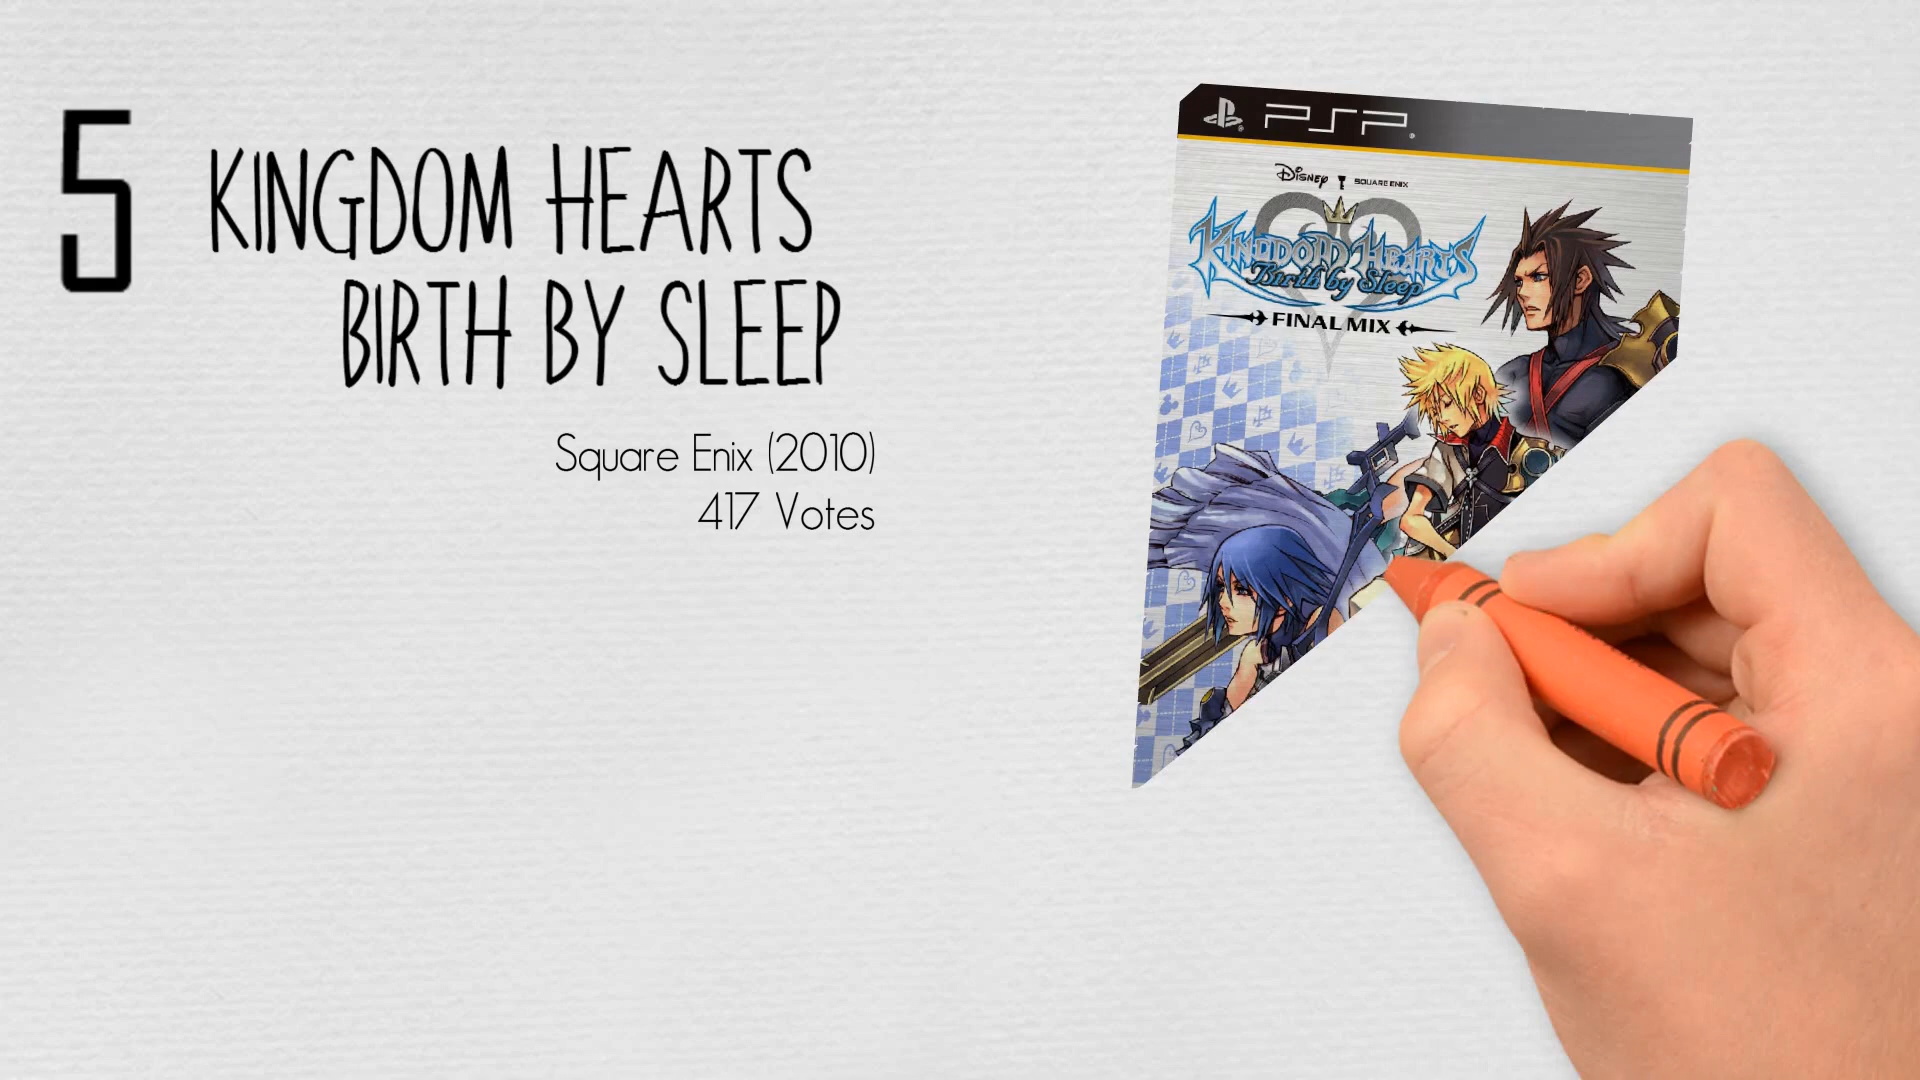 5
KINGDOM HEARTS
BIRTH BY SLEEP
Square Enix (2010)
417 Votes
PSP
Disney SQUARE ENIX
KINGDOM HEARTS
Birth by Sleep
FINAL MIX